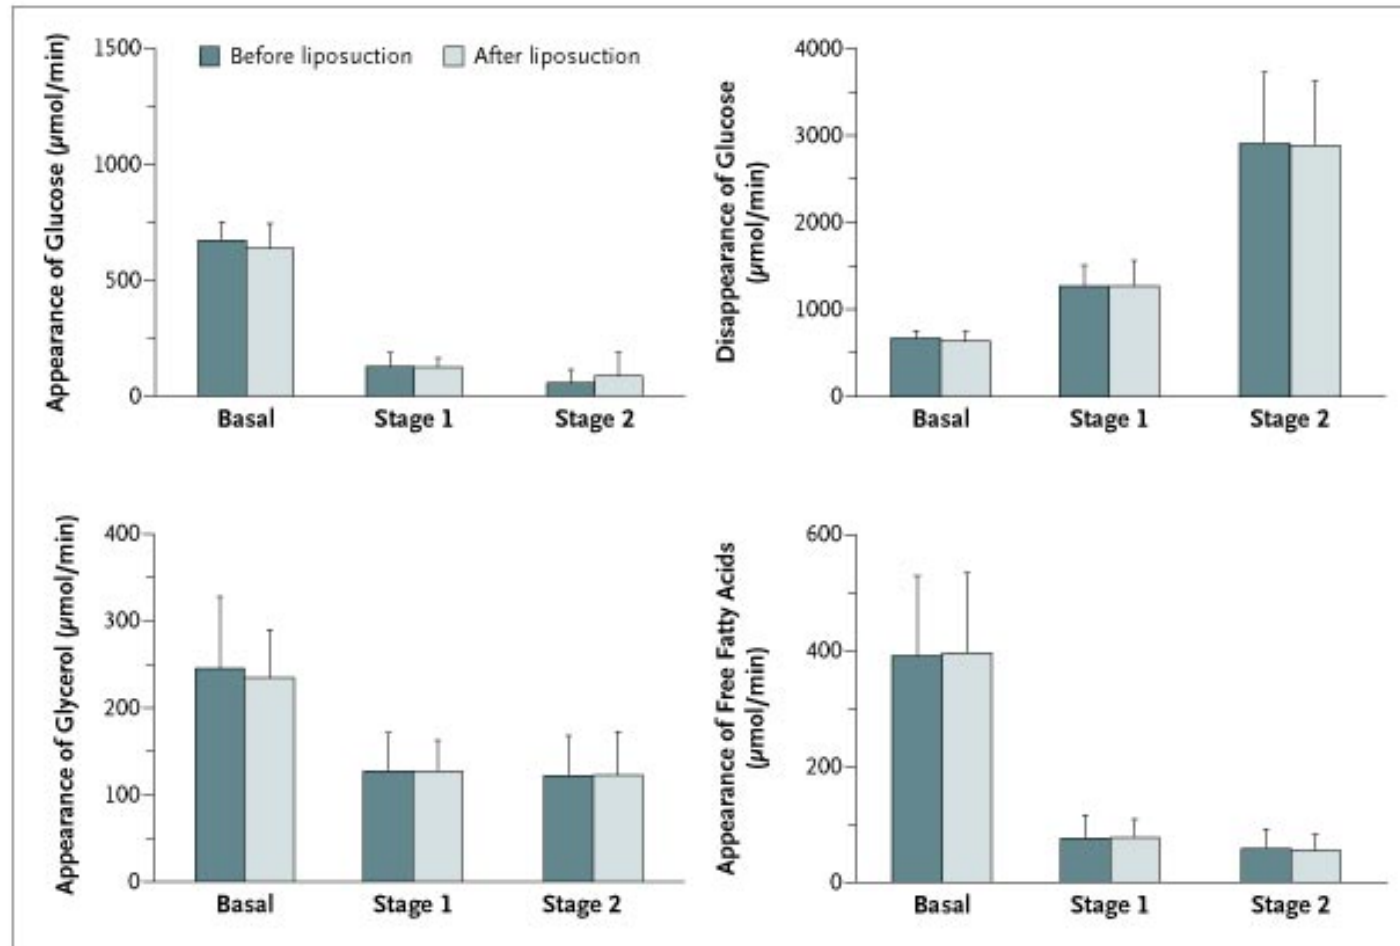 Appearance of Glucose (μmol/min)
1500
1000
500
0
Before liposuction
After liposuction
Basal
Stage 1
Stage 2
Disappearance of Glucose
(μmol/min)
4000
3000
2000
1000
0
Basal
Stage 1
Stage 2
Appearance of Glycerol (μmol/min)
400
300
200
100
0
Basal
Stage 1
Stage 2
Appearance of Free Fatty Acids
(μmol/min)
600
400
200
0
Basal
Stage 1
Stage 2